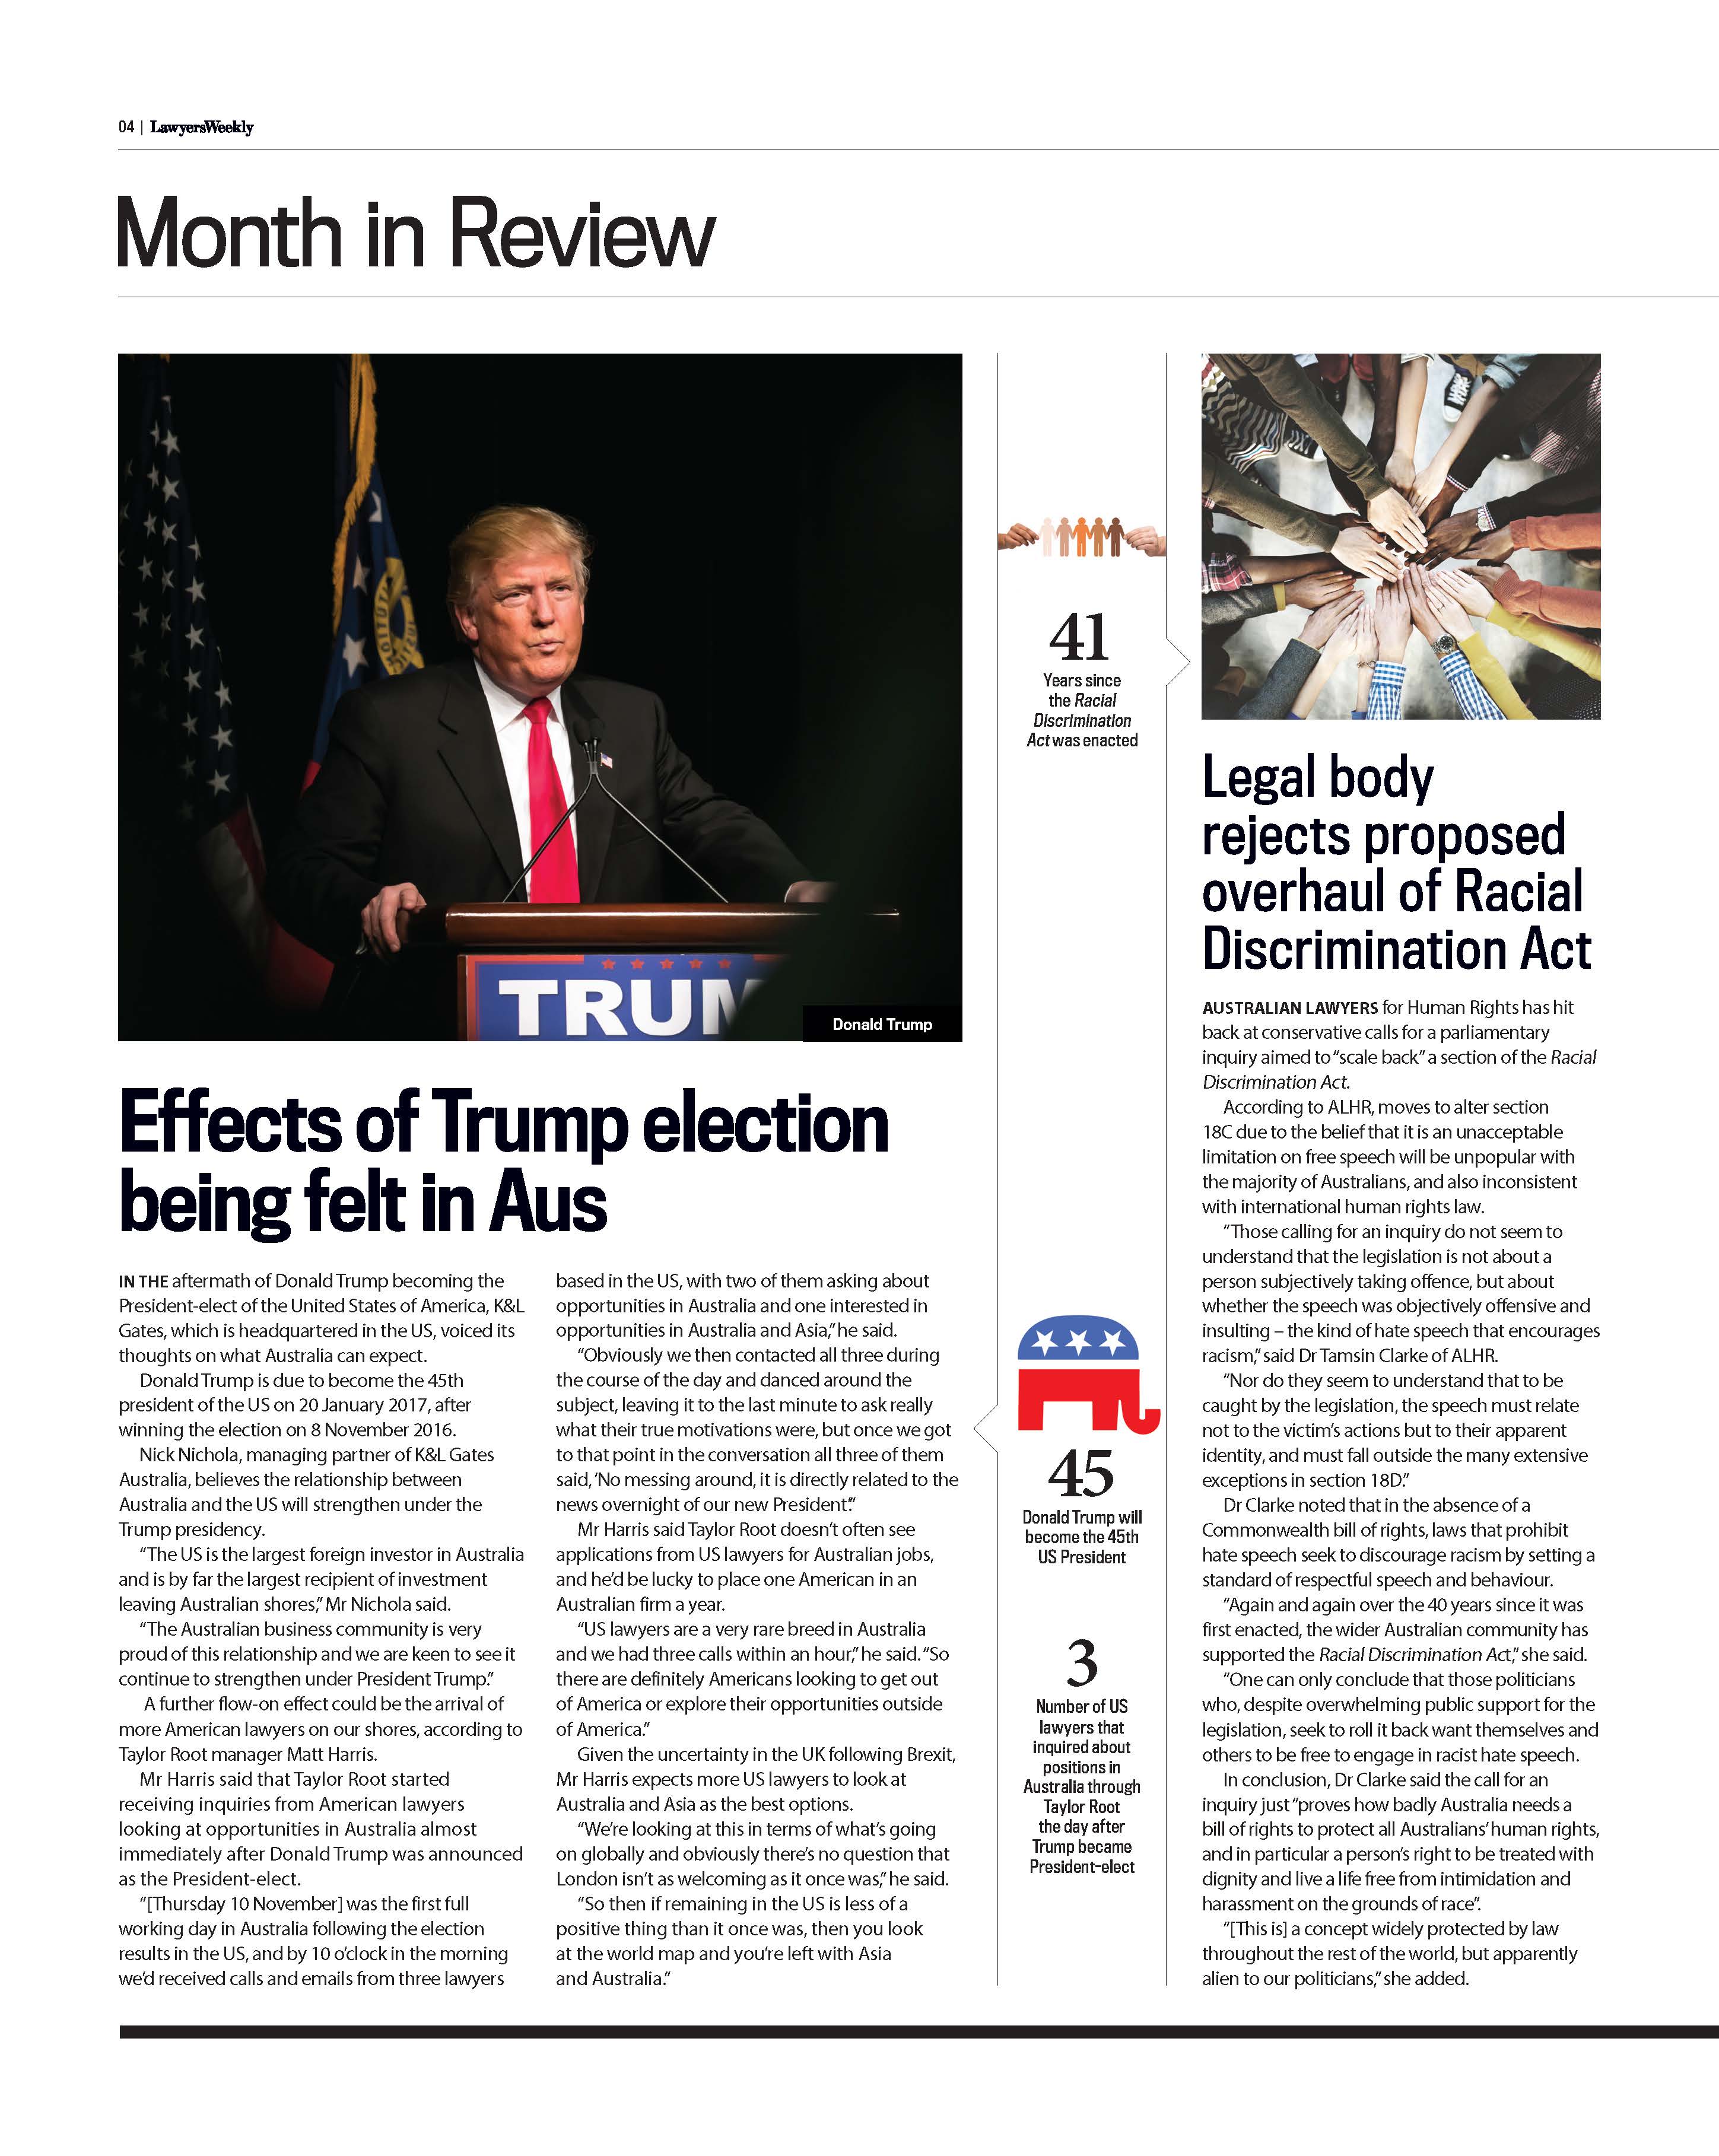 04 | LawyersWeekly
Month in Review
TRUM
Donald Trump
Effects of Trump election
being felt in Aus
IN THE aftermath of Donald Trump becoming the
President-elect of the United States of America, K&L
Gates, which is headquartered in the US, voiced its
thoughts on what Australia can expect.
Donald Trump is due to become the 45th
president of the US on 20 January 2017, after
winning the election on 8 November 2016.
Nick Nichola, managing partner of K&L Gates
Australia, believes the relationship between
Australia and the US will strengthen under the
Trump presidency.
“The US is the largest foreign investor in Australia
and is by far the largest recipient of investment
leaving Australian shores,” Mr Nichola said.
“The Australian business community is very
proud of this relationship and we are keen to see it
continue to strengthen under President Trump.”
A further flow-on effect could be the arrival of
more American lawyers on our shores, according to
Taylor Root manager Matt Harris.
Mr Harris said that Taylor Root started
receiving inquiries from American lawyers
looking at opportunities in Australia almost
immediately after Donald Trump was announced
as the President-elect.
“[Thursday 10 November] was the first full
working day in Australia following the election
results in the US, and by 10 o’clock in the morning
we’d received calls and emails from three lawyers
based in the US, with two of them asking about
opportunities in Australia and one interested in
opportunities in Australia and Asia,” he said.
“Obviously we then contacted all three during
the course of the day and danced around the
subject, leaving it to the last minute to ask really
what their true motivations were, but once we got
to that point in the conversation all three of them
said, ‘No messing around, it is directly related to the
news overnight of our new President’.”
Mr Harris said Taylor Root doesn’t often see
applications from US lawyers for Australian jobs,
and he’d be lucky to place one American in an
Australian firm a year.
“US lawyers are a very rare breed in Australia
and we had three calls within an hour,” he said. “So
there are definitely Americans looking to get out
of America or explore their opportunities outside
of America.”
Given the uncertainty in the UK following Brexit,
Mr Harris expects more US lawyers to look at
Australia and Asia as the best options.
“We’re looking at this in terms of what’s going
on globally and obviously there’s no question that
London isn’t as welcoming as it once was,” he said.
“So then if remaining in the US is less of a
positive thing than it once was, then you look
at the world map and you’re left with Asia
and Australia.”
41
Years since
the Racial
Discrimination
Act was enacted
45
Donald Trump will
become the 45th
US President
3
Number of US
lawyers that
inquired about
positions in
Australia through
Taylor Root
the day after
Trump became
President-elect
Legal body
rejects proposed
overhaul of Racial
Discrimination Act
AUSTRALIAN LAWYERS for Human Rights has hit
back at conservative calls for a parliamentary
inquiry aimed to “scale back” a section of the Racial
Discrimination Act.
According to ALHR, moves to alter section
18C due to the belief that it is an unacceptable
limitation on free speech will be unpopular with
the majority of Australians, and also inconsistent
with international human rights law.
“Those calling for an inquiry do not seem to
understand that the legislation is not about a
person subjectively taking offence, but about
whether the speech was objectively offensive and
insulting – the kind of hate speech that encourages
racism,” said Dr Tamsin Clarke of ALHR.
“Nor do they seem to understand that to be
caught by the legislation, the speech must relate
not to the victim’s actions but to their apparent
identity, and must fall outside the many extensive
exceptions in section 18D.”
Dr Clarke noted that in the absence of a
Commonwealth bill of rights, laws that prohibit
hate speech seek to discourage racism by setting a
standard of respectful speech and behaviour.
“Again and again over the 40 years since it was
first enacted, the wider Australian community has
supported the Racial Discrimination Act,” she said.
“One can only conclude that those politicians
who, despite overwhelming public support for the
legislation, seek to roll it back want themselves and
others to be free to engage in racist hate speech.
In conclusion, Dr Clarke said the call for an
inquiry just “proves how badly Australia needs a
bill of rights to protect all Australians’ human rights,
and in particular a person’s right to be treated with
dignity and live a life free from intimidation and
harassment on the grounds of race”.
“[This is] a concept widely protected by law
throughout the rest of the world, but apparently
alien to our politicians,” she added.